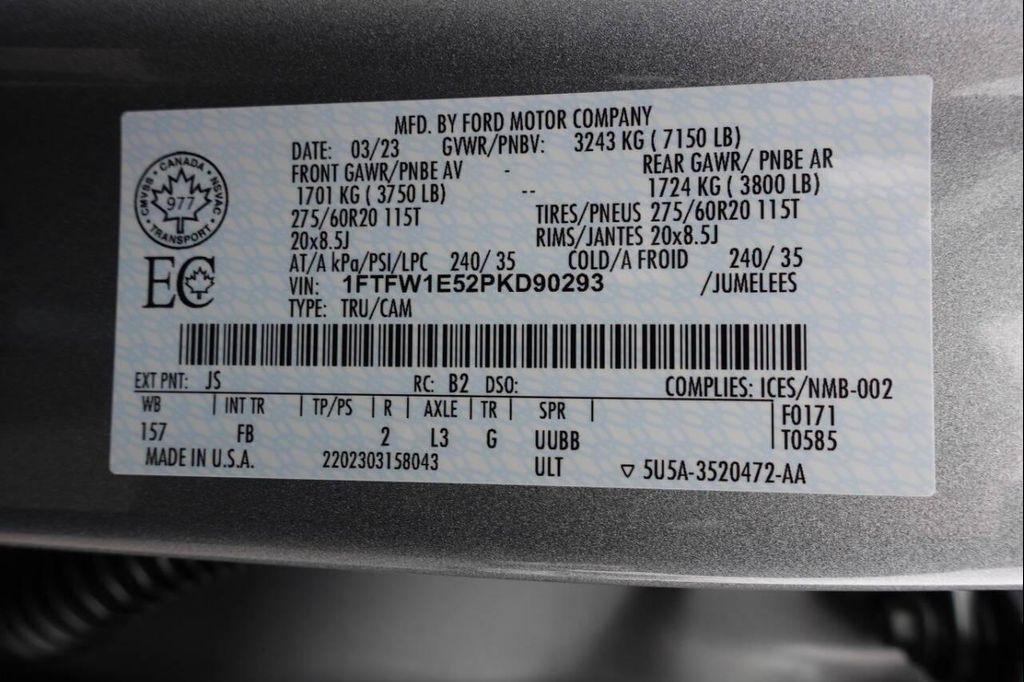 MFD. BY FORD MOTOR COMPANY
DATE: 03/23 GVWR/PNBV: 3243 KG ( 7150 LB)
FRONT GAWR/PNBE AV - REAR GAWR/ PNBE AR
1701 KG ( 3750 LB) -- 1724 KG ( 3800 LB)
275/60R20 115T TIRES/PNEUS 275/60R20 115T
20x8.5J RIMS/JANTES 20x8.5J
AT/A kPa/PSI/LPC 240/ 35 COLD/A FROID 240/ 35
VIN: 1FTFW1E52PKD90293 /JUMELEES
TYPE: TRU/CAM
CANADA
CMVSS 977 NSVAC
TRANSPORT
EC
EXT PNT: JS RC: B2 DSO: COMPLIES: ICES/NMB-002
WB | INT TR | TP/PS | R | AXLE | TR | SPR | F0171
157 FB 2 L3 G UUBB T0585
MADE IN U.S.A. 2202303158043 ULT ▽ 5U5A-3520472-AA